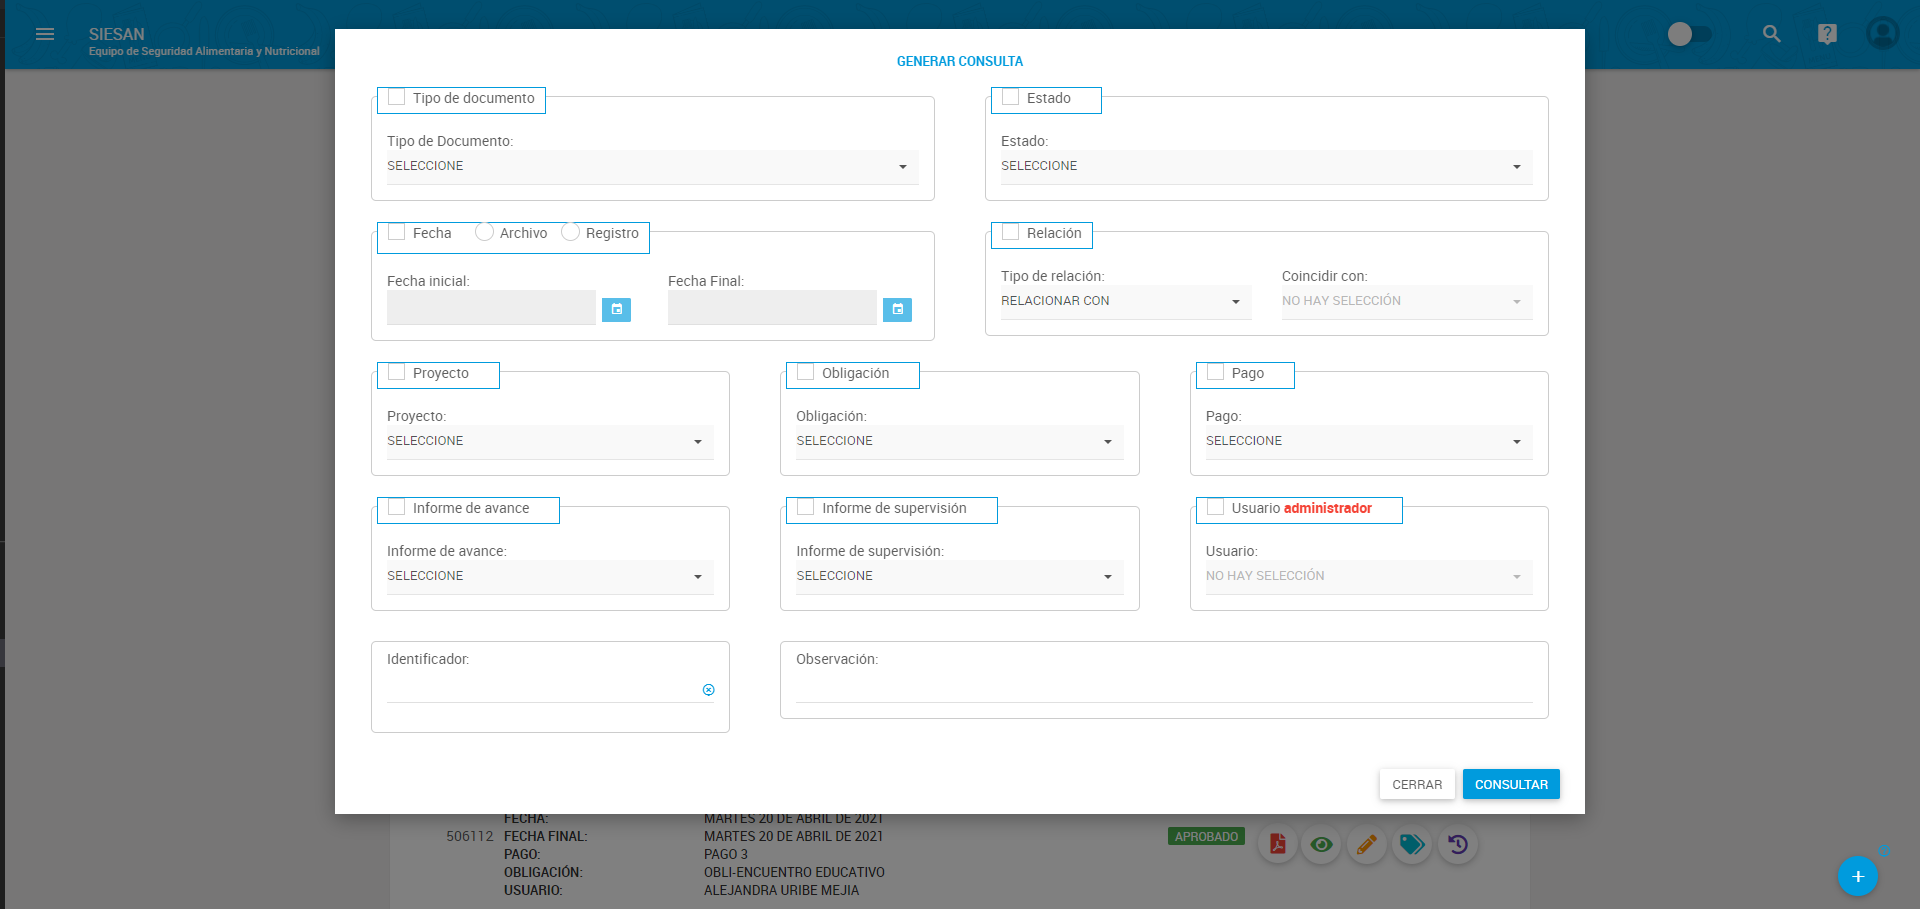 SIESAN
Equipo de Seguridad Alimentaria y Nutricional
GENERAR CONSULTA
Tipo de documento
Tipo de Documento:
SELECCIONE
Estado
Estado:
SELECCIONE
Fecha Archivo Registro
Fecha inicial:
Fecha Final:
Relación
Tipo de relación:
RELACIONAR CON
Coincidir con:
NO HAY SELECCIÓN
Proyecto
Proyecto:
SELECCIONE
Obligación
Obligación:
SELECCIONE
Pago
Pago:
SELECCIONE
Informe de avance
Informe de avance:
SELECCIONE
Informe de supervisión
Informe de supervisión:
SELECCIONE
Usuario administrador
Usuario:
NO HAY SELECCIÓN
Identificador:
Observación:
CERRAR CONSULTAR
FECHA: MARTES 20 DE ABRIL DE 2021
506112 FECHA FINAL: MARTES 20 DE ABRIL DE 2021 APROBADO
PAGO: PAGO 3
OBLIGACIÓN: OBLI-ENCUENTRO EDUCATIVO
USUARIO: ALEJANDRA URIBE MEJIA